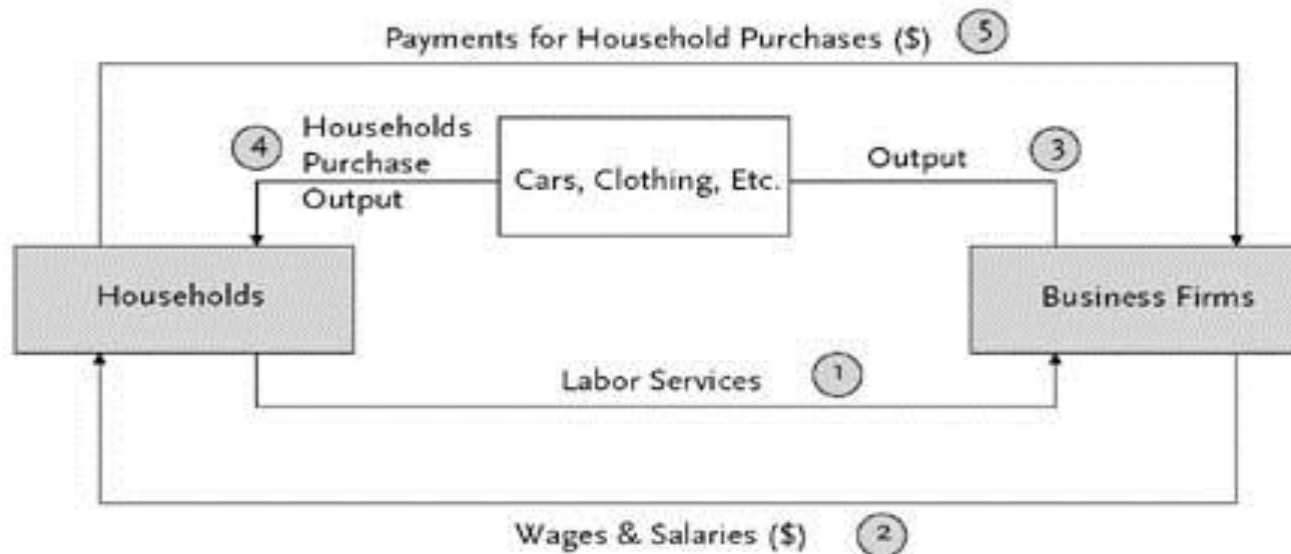 Payments for Household Purchases ($) 5
4 Households
Purchase
Output
Cars, Clothing, Etc.
Output 3
Households
Business Firms
Labor Services 1
Wages & Salaries ($) 2